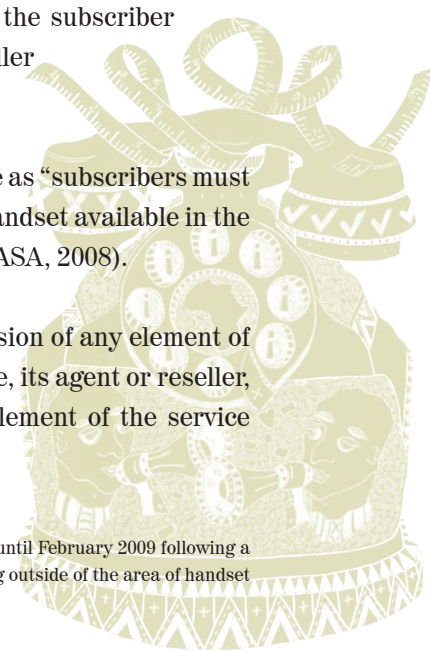 the subscriber
ller
e as “subscribers must
andset available in the
ASA, 2008).
sion of any element of
e, its agent or reseller,
lement of the service
until February 2009 following a
g outside of the area of handset